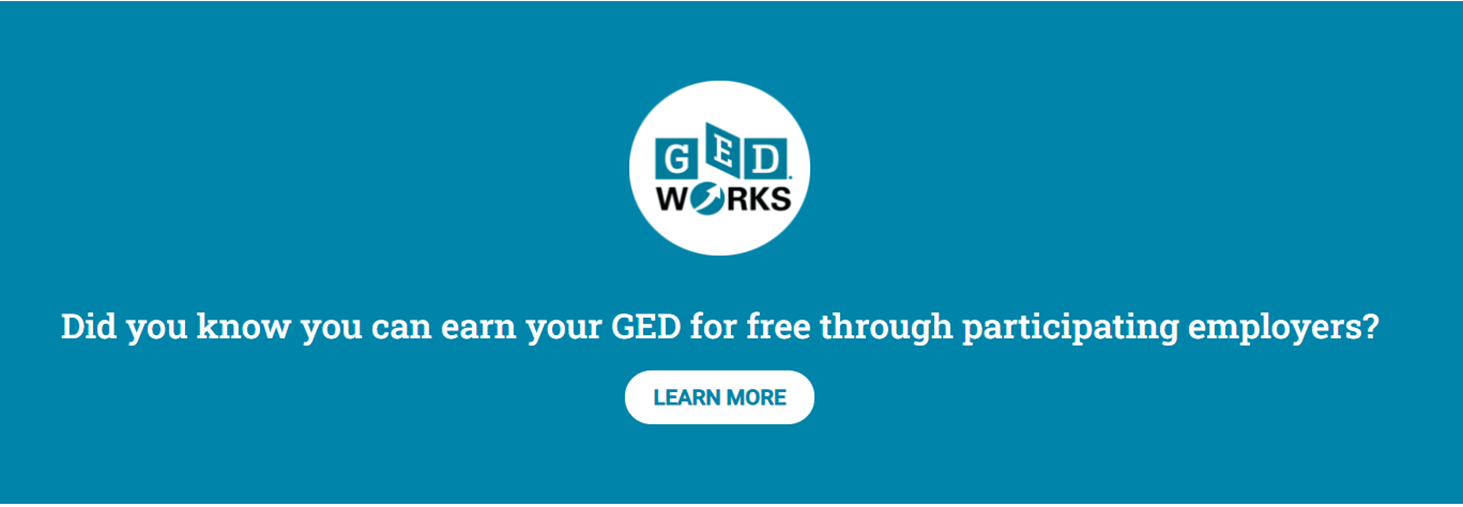 GED
WORKS
Did you know you can earn your GED for free through participating employers?
LEARN MORE